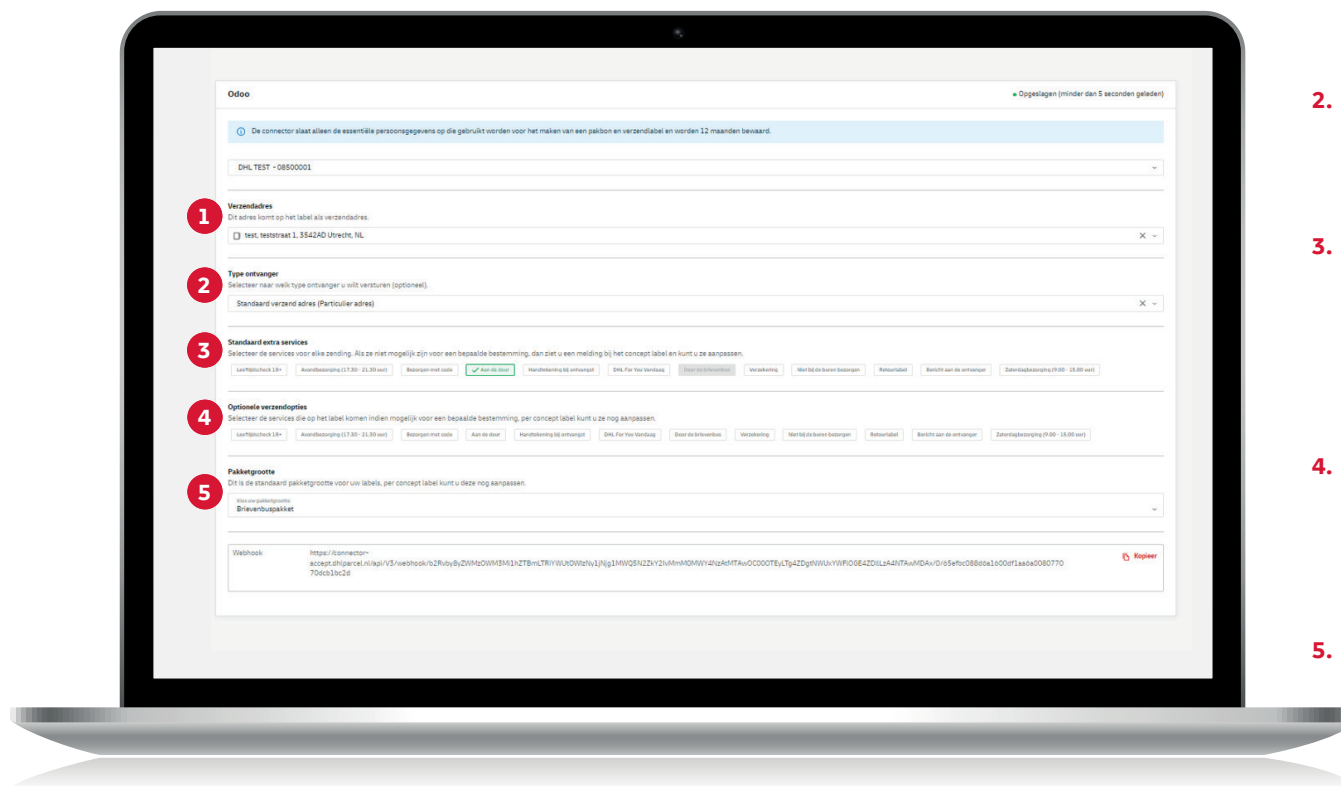 Odoo
Opgeslagen (minder dan 5 seconden geleden)
De connector slaat alleen de essentiële persoonsgegevens op die gebruikt worden voor het maken van een pakbon en verzendlabel en worden 12 maanden bewaard.
DHL TEST - 08500001
1
Verzendadres
Dit adres komt op het label als verzendadres.
test, teststraat 1, 3542AD Utrecht, NL
2
Type ontvanger
Selecteer naar welk type ontvanger u wilt versturen (optioneel).
Standaard verzend adres (Particulier adres)
3
Standaard extra services
Selecteer de services voor elke zending. Als ze niet mogelijk zijn voor een bepaalde bestemming, dan ziet u een melding bij het concept label en kunt u ze aanpassen.
Leeftijdscheck 18+ Avondbezorging (17.30 - 21.30 uur) Bezorgen met code Aan de deur Handtekening bij ontvangst DHL For You Vandaag Door de brievenbus Verzekering Niet bij de buren bezorgen Retourlabel Bericht aan de ontvanger Zaterdagbezorging (9.00 - 15.00 uur)
4
Optionele verzendopties
Selecteer de services die op het label komen indien mogelijk voor een bepaalde bestemming, per concept label kunt u ze nog aanpassen.
Leeftijdscheck 18+ Avondbezorging (17.30 - 21.30 uur) Bezorgen met code Aan de deur Handtekening bij ontvangst DHL For You Vandaag Door de brievenbus Verzekering Niet bij de buren bezorgen Retourlabel Bericht aan de ontvanger Zaterdagbezorging (9.00 - 15.00 uur)
5
Pakketgrootte
Dit is de standaard pakketgrootte voor uw labels, per concept label kunt u deze nog aanpassen.
Kies uw pakketgrootte
Brievenbuspakket
Webhook
https://connector-
Kopieer
2.
3.
4.
5.